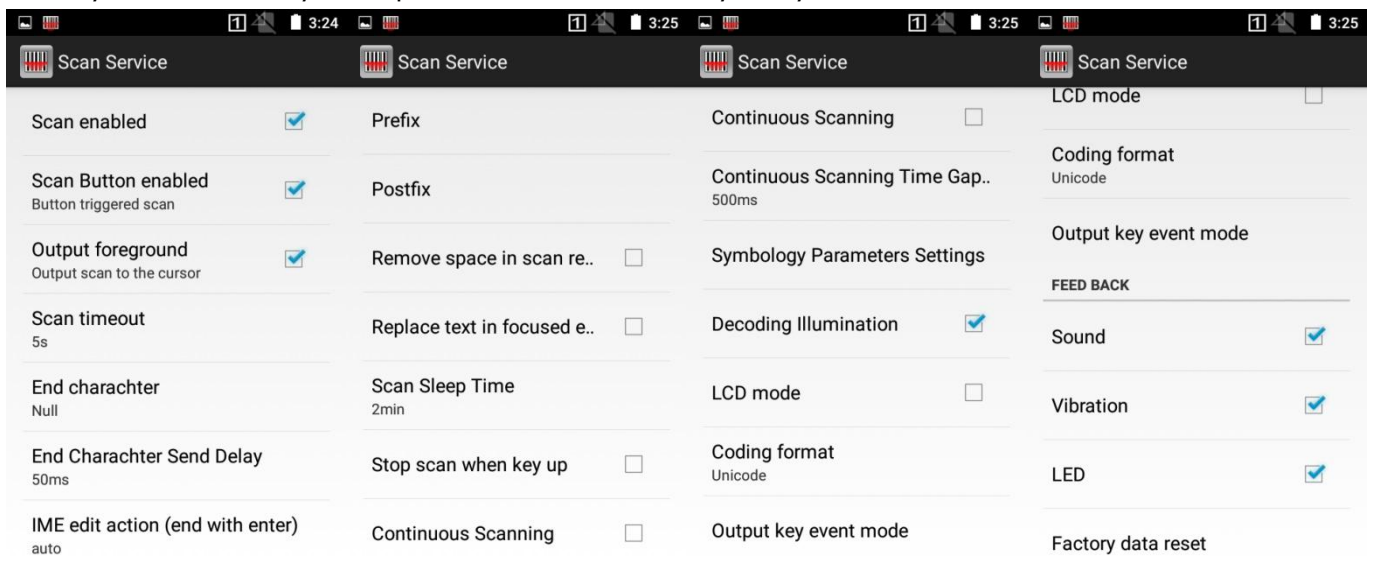 1 3:24
Scan Service
Scan enabled
Scan Button enabled
Button triggered scan
Output foreground
Output scan to the cursor
Scan timeout
5s
End charachter
Null
End Charachter Send Delay
50ms
IME edit action (end with enter)
auto
1 3:25
Scan Service
Prefix
Postfix
Remove space in scan re..
Replace text in focused e..
Scan Sleep Time
2min
Stop scan when key up
Continuous Scanning
1 3:25
Scan Service
Continuous Scanning
Continuous Scanning Time Gap..
500ms
Symbology Parameters Settings
Decoding Illumination
LCD mode
Coding format
Unicode
Output key event mode
1 3:25
Scan Service
LCD mode
Coding format
Unicode
Output key event mode
FEED BACK
Sound
Vibration
LED
Factory data reset